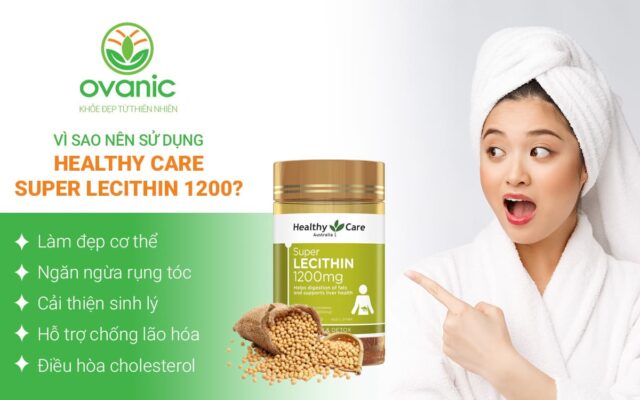 ovanic
KHỎE ĐẸP TỪ THIÊN NHIÊN
VÌ SAO NÊN SỬ DỤNG
HEALTHY CARE
SUPER LECITHIN 1200?
Làm đẹp cơ thể
Ngăn ngừa rụng tóc
Cải thiện sinh lý
Hỗ trợ chống lão hóa
Điều hòa cholesterol
Healthy Care
Australia
Super
LECITHIN
1200mg
Helps digestion of fats
and supports liver health
DETOX